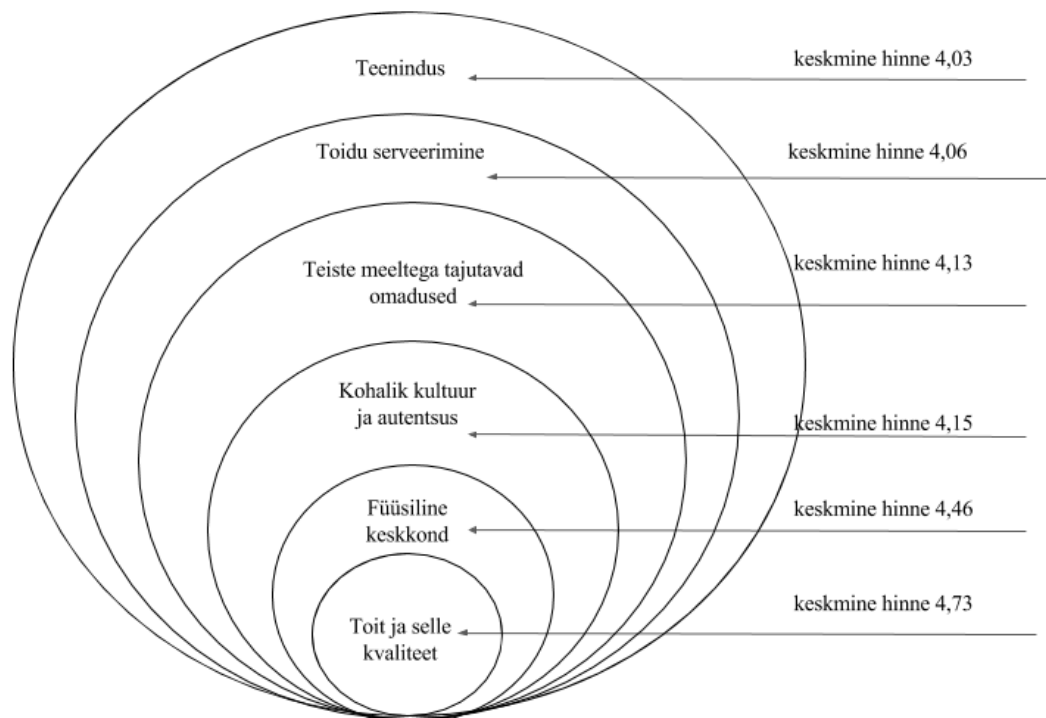 Teenindus
keskmine hinne 4,03
Toidu serveerimine
keskmine hinne 4,06
Teiste meeltega tajutavad
omadused
keskmine hinne 4,13
Kohalik kultuur
ja autentsus
keskmine hinne 4,15
Füüsiline
keskkond
keskmine hinne 4,46
Toit ja selle
kvaliteet
keskmine hinne 4,73